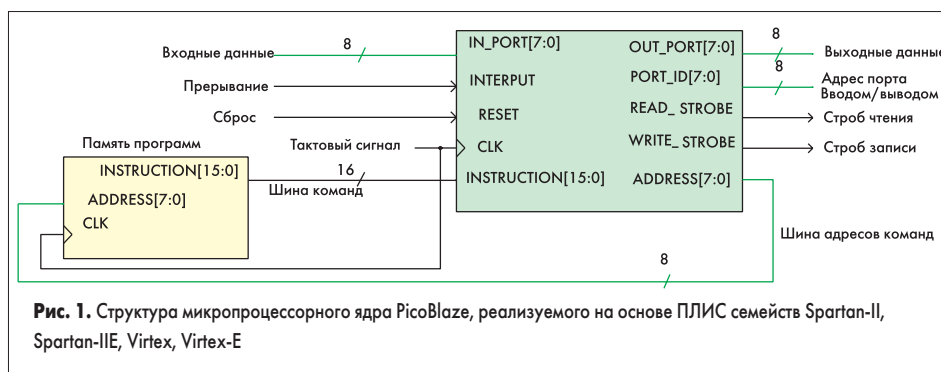 8
8
Входные данные
IN_PORT[7:0]
OUT_PORT[7:0]
Выходные данные
8
Прерывание
INTERPUT
PORT_ID[7:0]
Адрес порта
Вводом/выводом
Сброс
RESET
READ_ STROBE
Строб чтения
Память программ
Тактовый сигнал
CLK
WRITE_ STROBE
Строб записи
INSTRUCTION[15:0]
16
Шина команд
INSTRUCTION[15:0]
ADDRESS[7:0]
ADDRESS[7:0]
CLK
Шина адресов команд
8
Рис. 1. Структура микропроцессорного ядра PicoBlaze, реализуемого на основе ПЛИС семейств Spartan-II,
Spartan-IIE, Virtex, Virtex-E